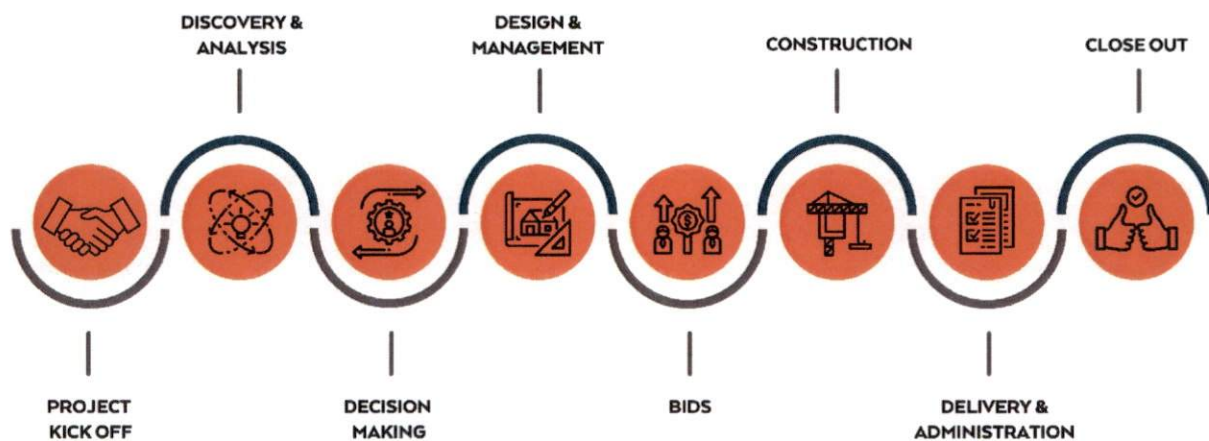 PROJECT
KICK OFF
DISCOVERY &
ANALYSIS
DECISION
MAKING
DESIGN &
MANAGEMENT
BIDS
CONSTRUCTION
DELIVERY &
ADMINISTRATION
CLOSE OUT